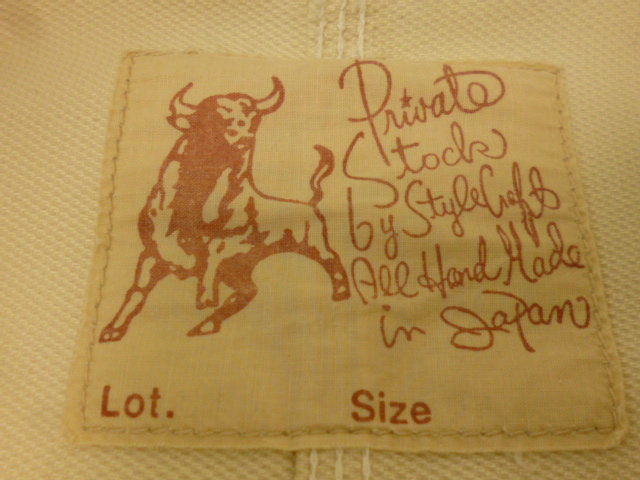 Private
Stock
by StyleCraft
All Hand Made
in Japan
Lot.
Size